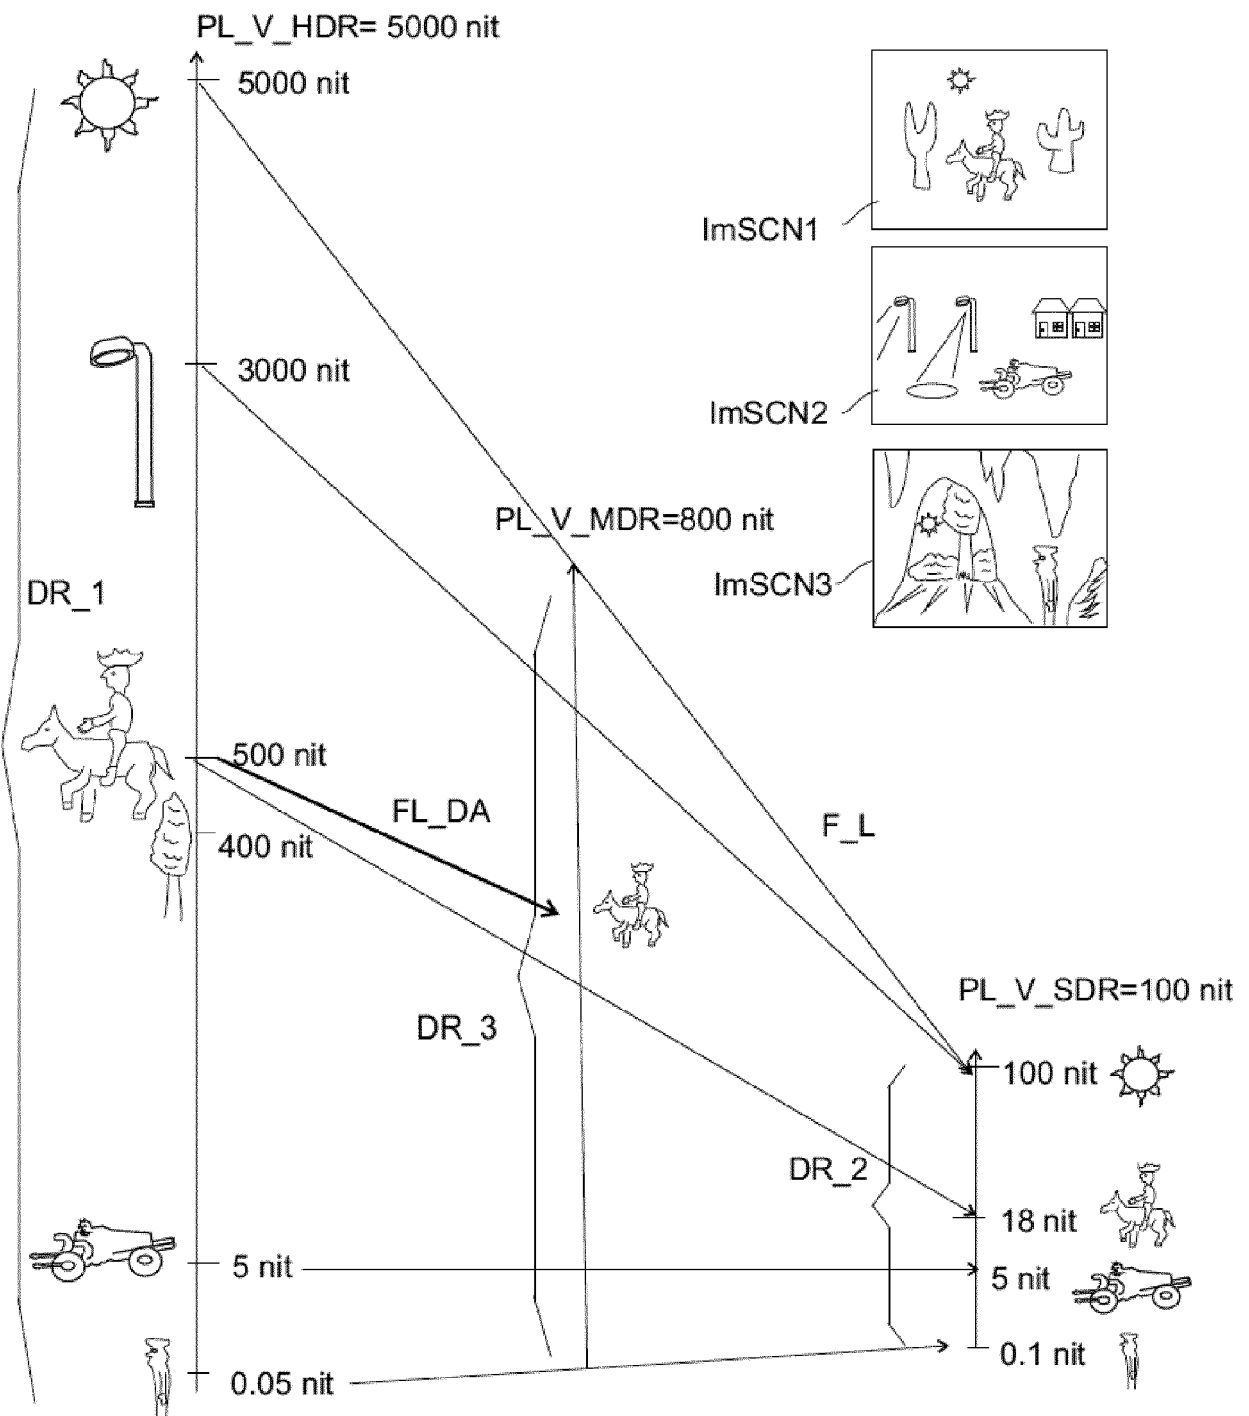 PL_V_HDR= 5000 nit
5000 nit
ImSCN1
3000 nit
ImSCN2
PL_V_MDR=800 nit
ImSCN3
DR_1
500 nit
FL_DA
F_L
400 nit
PL_V_SDR=100 nit
DR_3
100 nit
DR_2
18 nit
5 nit
5 nit
0.1 nit
0.05 nit